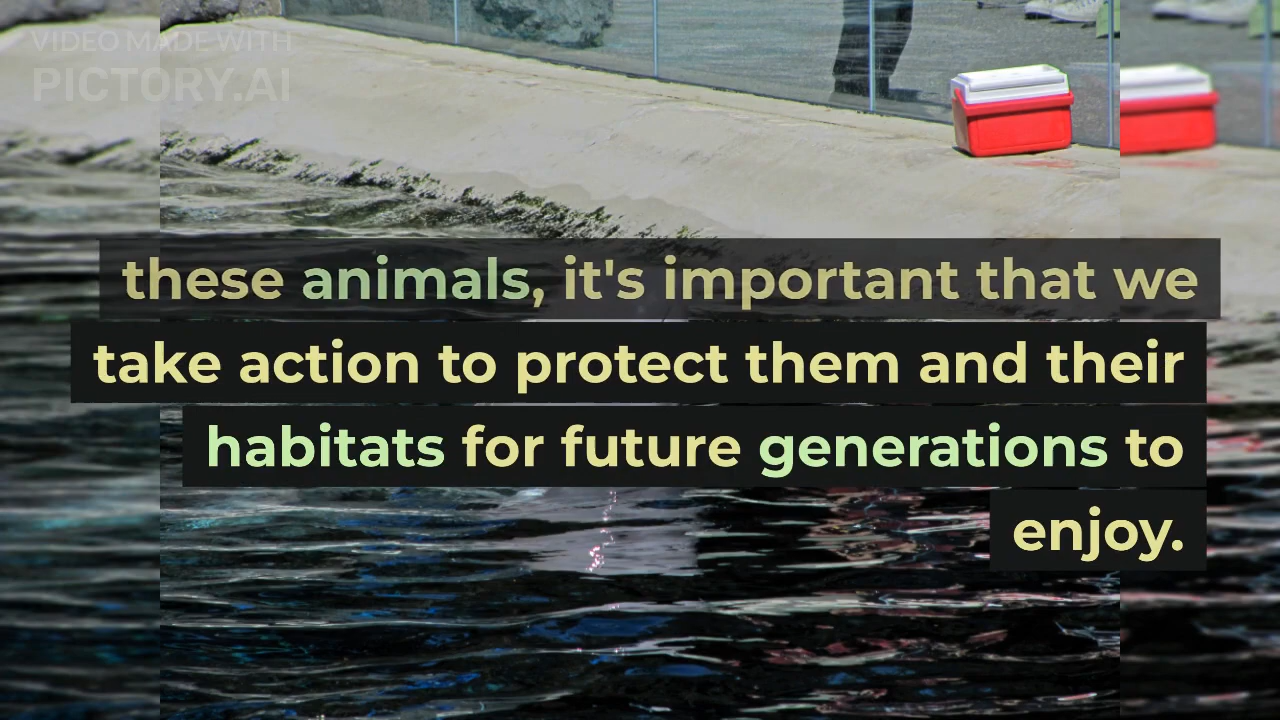 VIDEO MADE WITH
PICTORY.AI
these animals, it's important that we
take action to protect them and their
habitats for future generations to
enjoy.